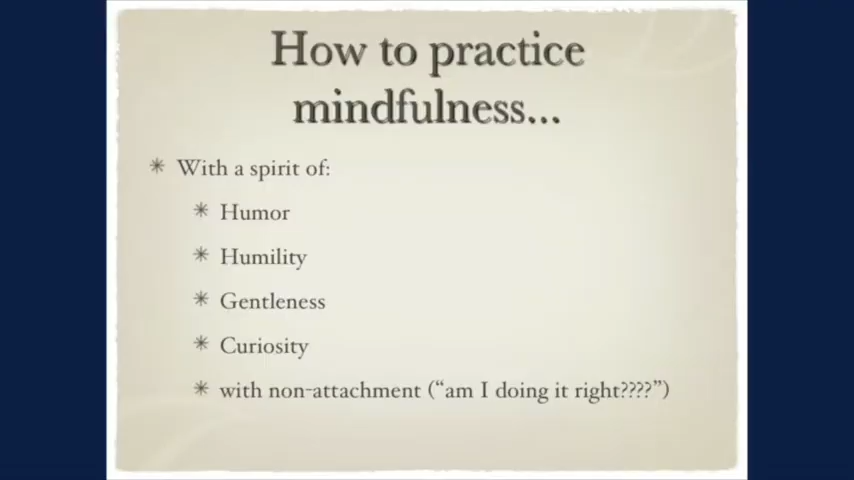 How to practice
mindfulness...
✳ With a spirit of:
✳ Humor
✳ Humility
✳ Gentleness
✳ Curiosity
✳ with non-attachment (“am I doing it right????”)